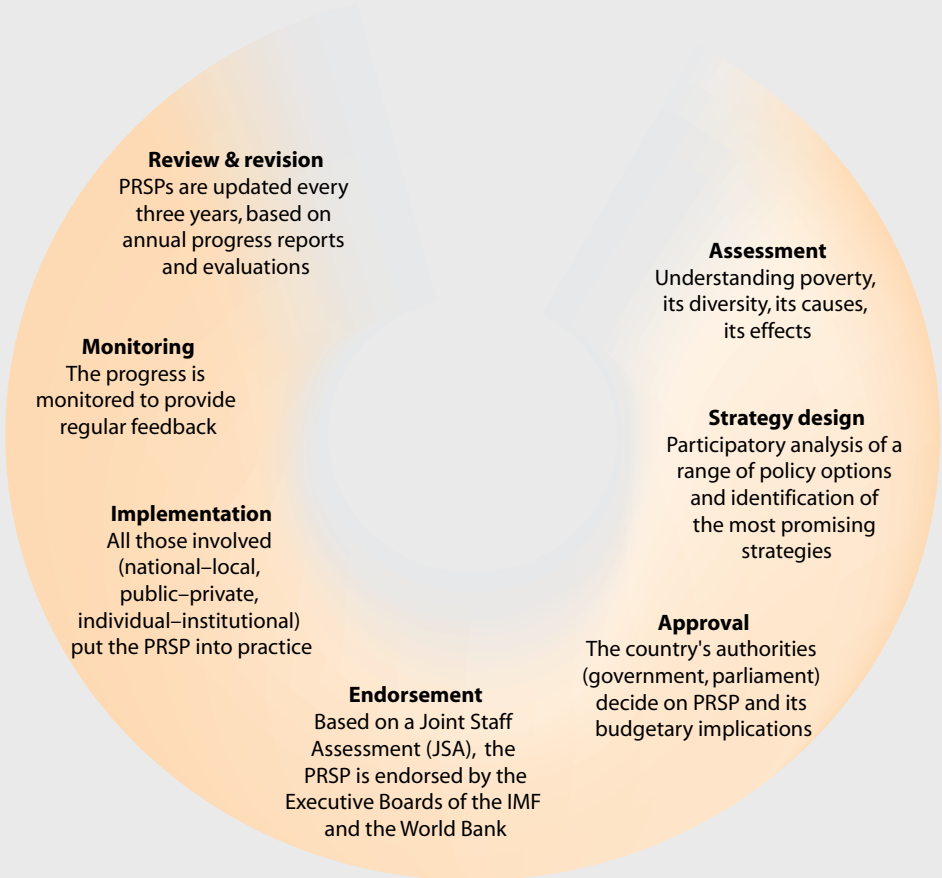 Review & revision
PRSPs are updated every
three years, based on
annual progress reports
and evaluations
Monitoring
The progress is
monitored to provide
regular feedback
Implementation
All those involved
(national–local,
public–private,
individual–institutional)
put the PRSP into practice
Endorsement
Based on a Joint Staff
Assessment (JSA), the
PRSP is endorsed by the
Executive Boards of the IMF
and the World Bank
Assessment
Understanding poverty,
its diversity, its causes,
its effects
Strategy design
Participatory analysis of a
range of policy options
and identification of
the most promising
strategies
Approval
The country's authorities
(government, parliament)
decide on PRSP and its
budgetary implications